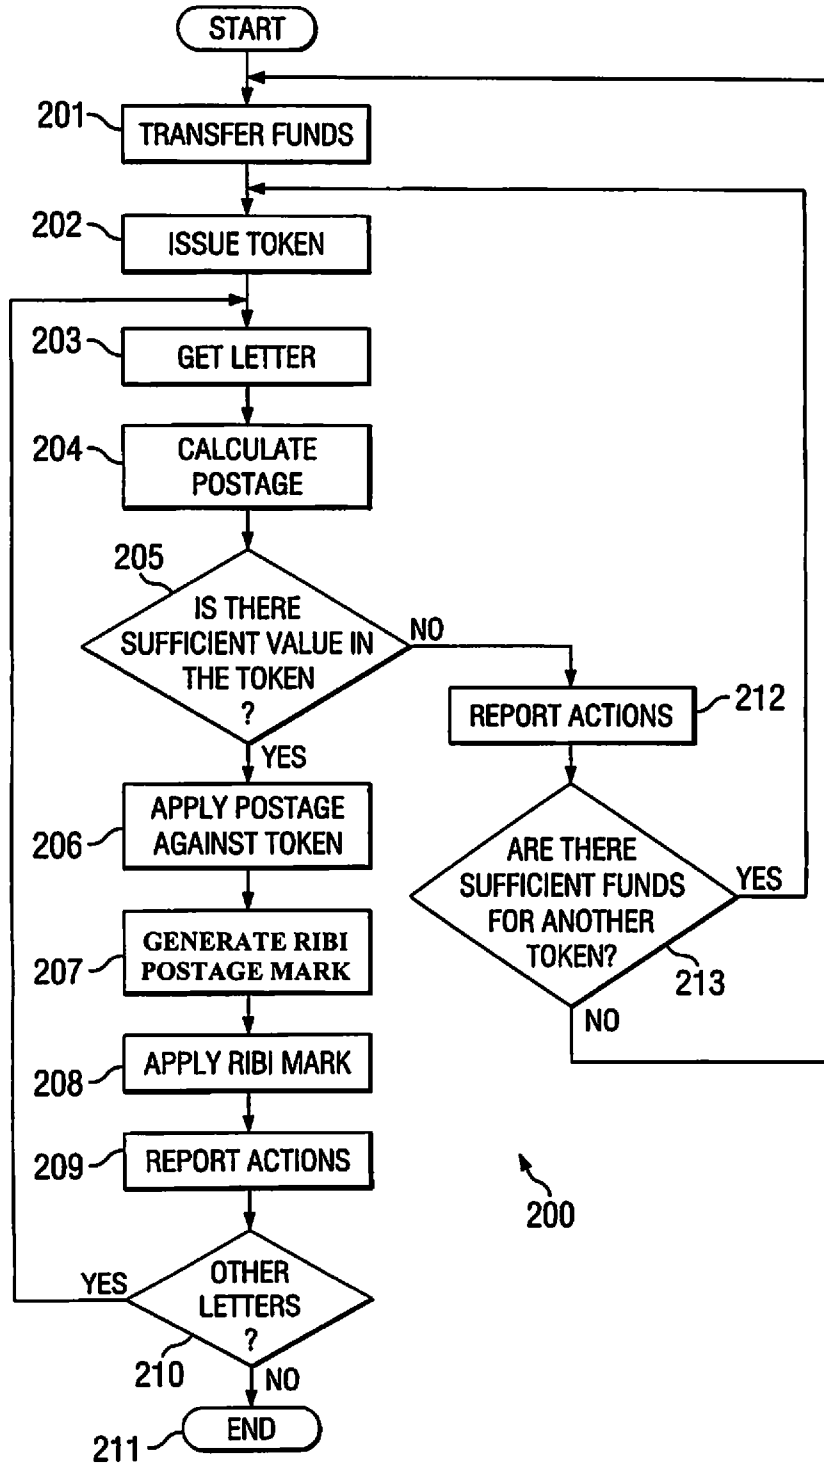 START
201
TRANSFER FUNDS
202
ISSUE TOKEN
203
GET LETTER
204
CALCULATE
POSTAGE
205
IS THERE
SUFFICIENT VALUE IN
THE TOKEN
?
NO
YES
212
REPORT ACTIONS
206
APPLY POSTAGE
AGAINST TOKEN
ARE THERE
SUFFICIENT FUNDS
FOR ANOTHER
TOKEN?
YES
213
NO
207
GENERATE RIBI
POSTAGE MARK
208
APPLY RIBI MARK
209
REPORT ACTIONS
200
YES
OTHER
LETTERS
?
210
NO
211
END